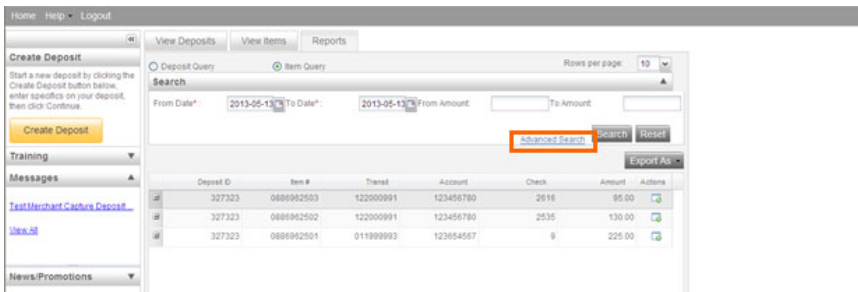 Home Help Logout
View Deposits View Items Reports
Create Deposit
Start a new deposit by clicking the
Create Deposit button below,
enter specifics on your deposit,
then click Continue.
Create Deposit
Training
Messages
Test Merchant Capture Deposit...
View All
News/Promotions
Deposit Query Item Query Rows per page: 10
Search
From Date*: 2013-05-13 To Date*: 2013-05-13 From Amount: To Amount:
Advanced Search Search Reset
Export As
Deposit ID Item # Transit Account Check Amount Actions
327323 0886962503 122000991 123456780 2616 95.00
327323 0886962502 122000991 123456780 2535 130.00
327323 0886962501 011999993 123654567 9 225.00